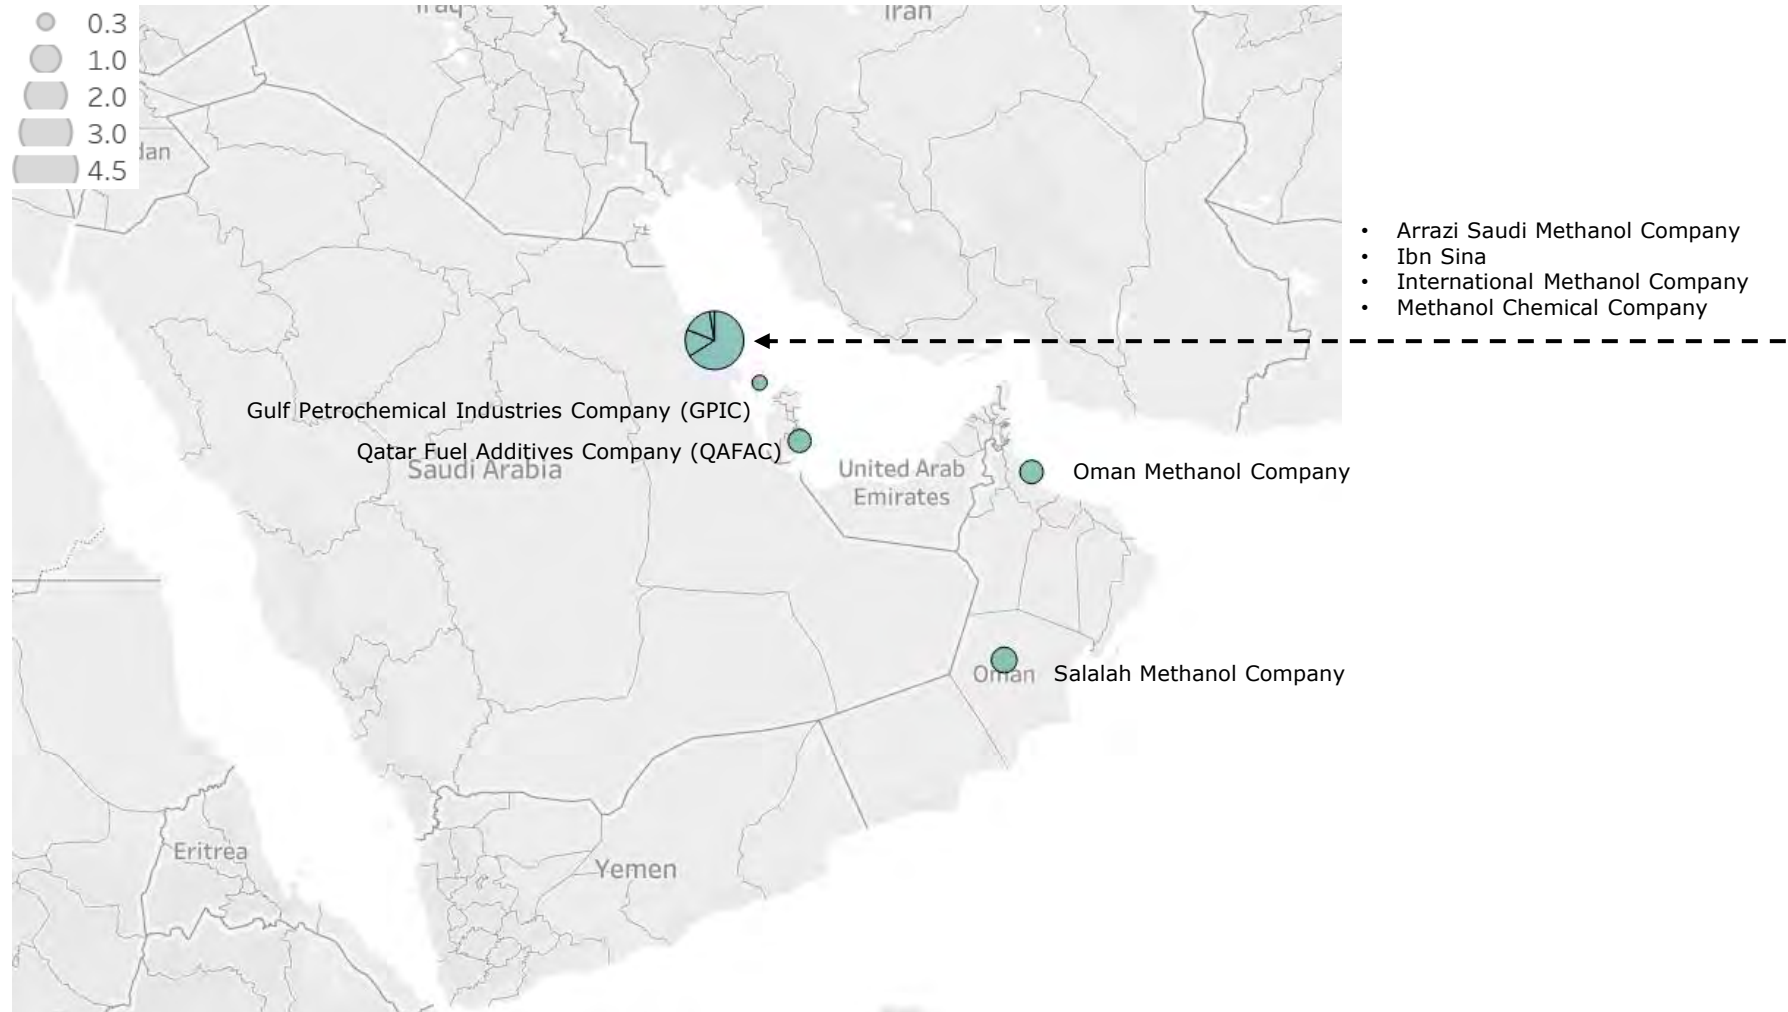 0.3
1.0
2.0
3.0
4.5
Iraq
Iran
dan
• Arrazi Saudi Methanol Company
• Ibn Sina
• International Methanol Company
• Methanol Chemical Company
Gulf Petrochemical Industries Company (GPIC)
Qatar Fuel Additives Company (QAFAC)
Saudi Arabia
United Arab
Emirates
Oman Methanol Company
Oman
Salalah Methanol Company
Eritrea
Yemen